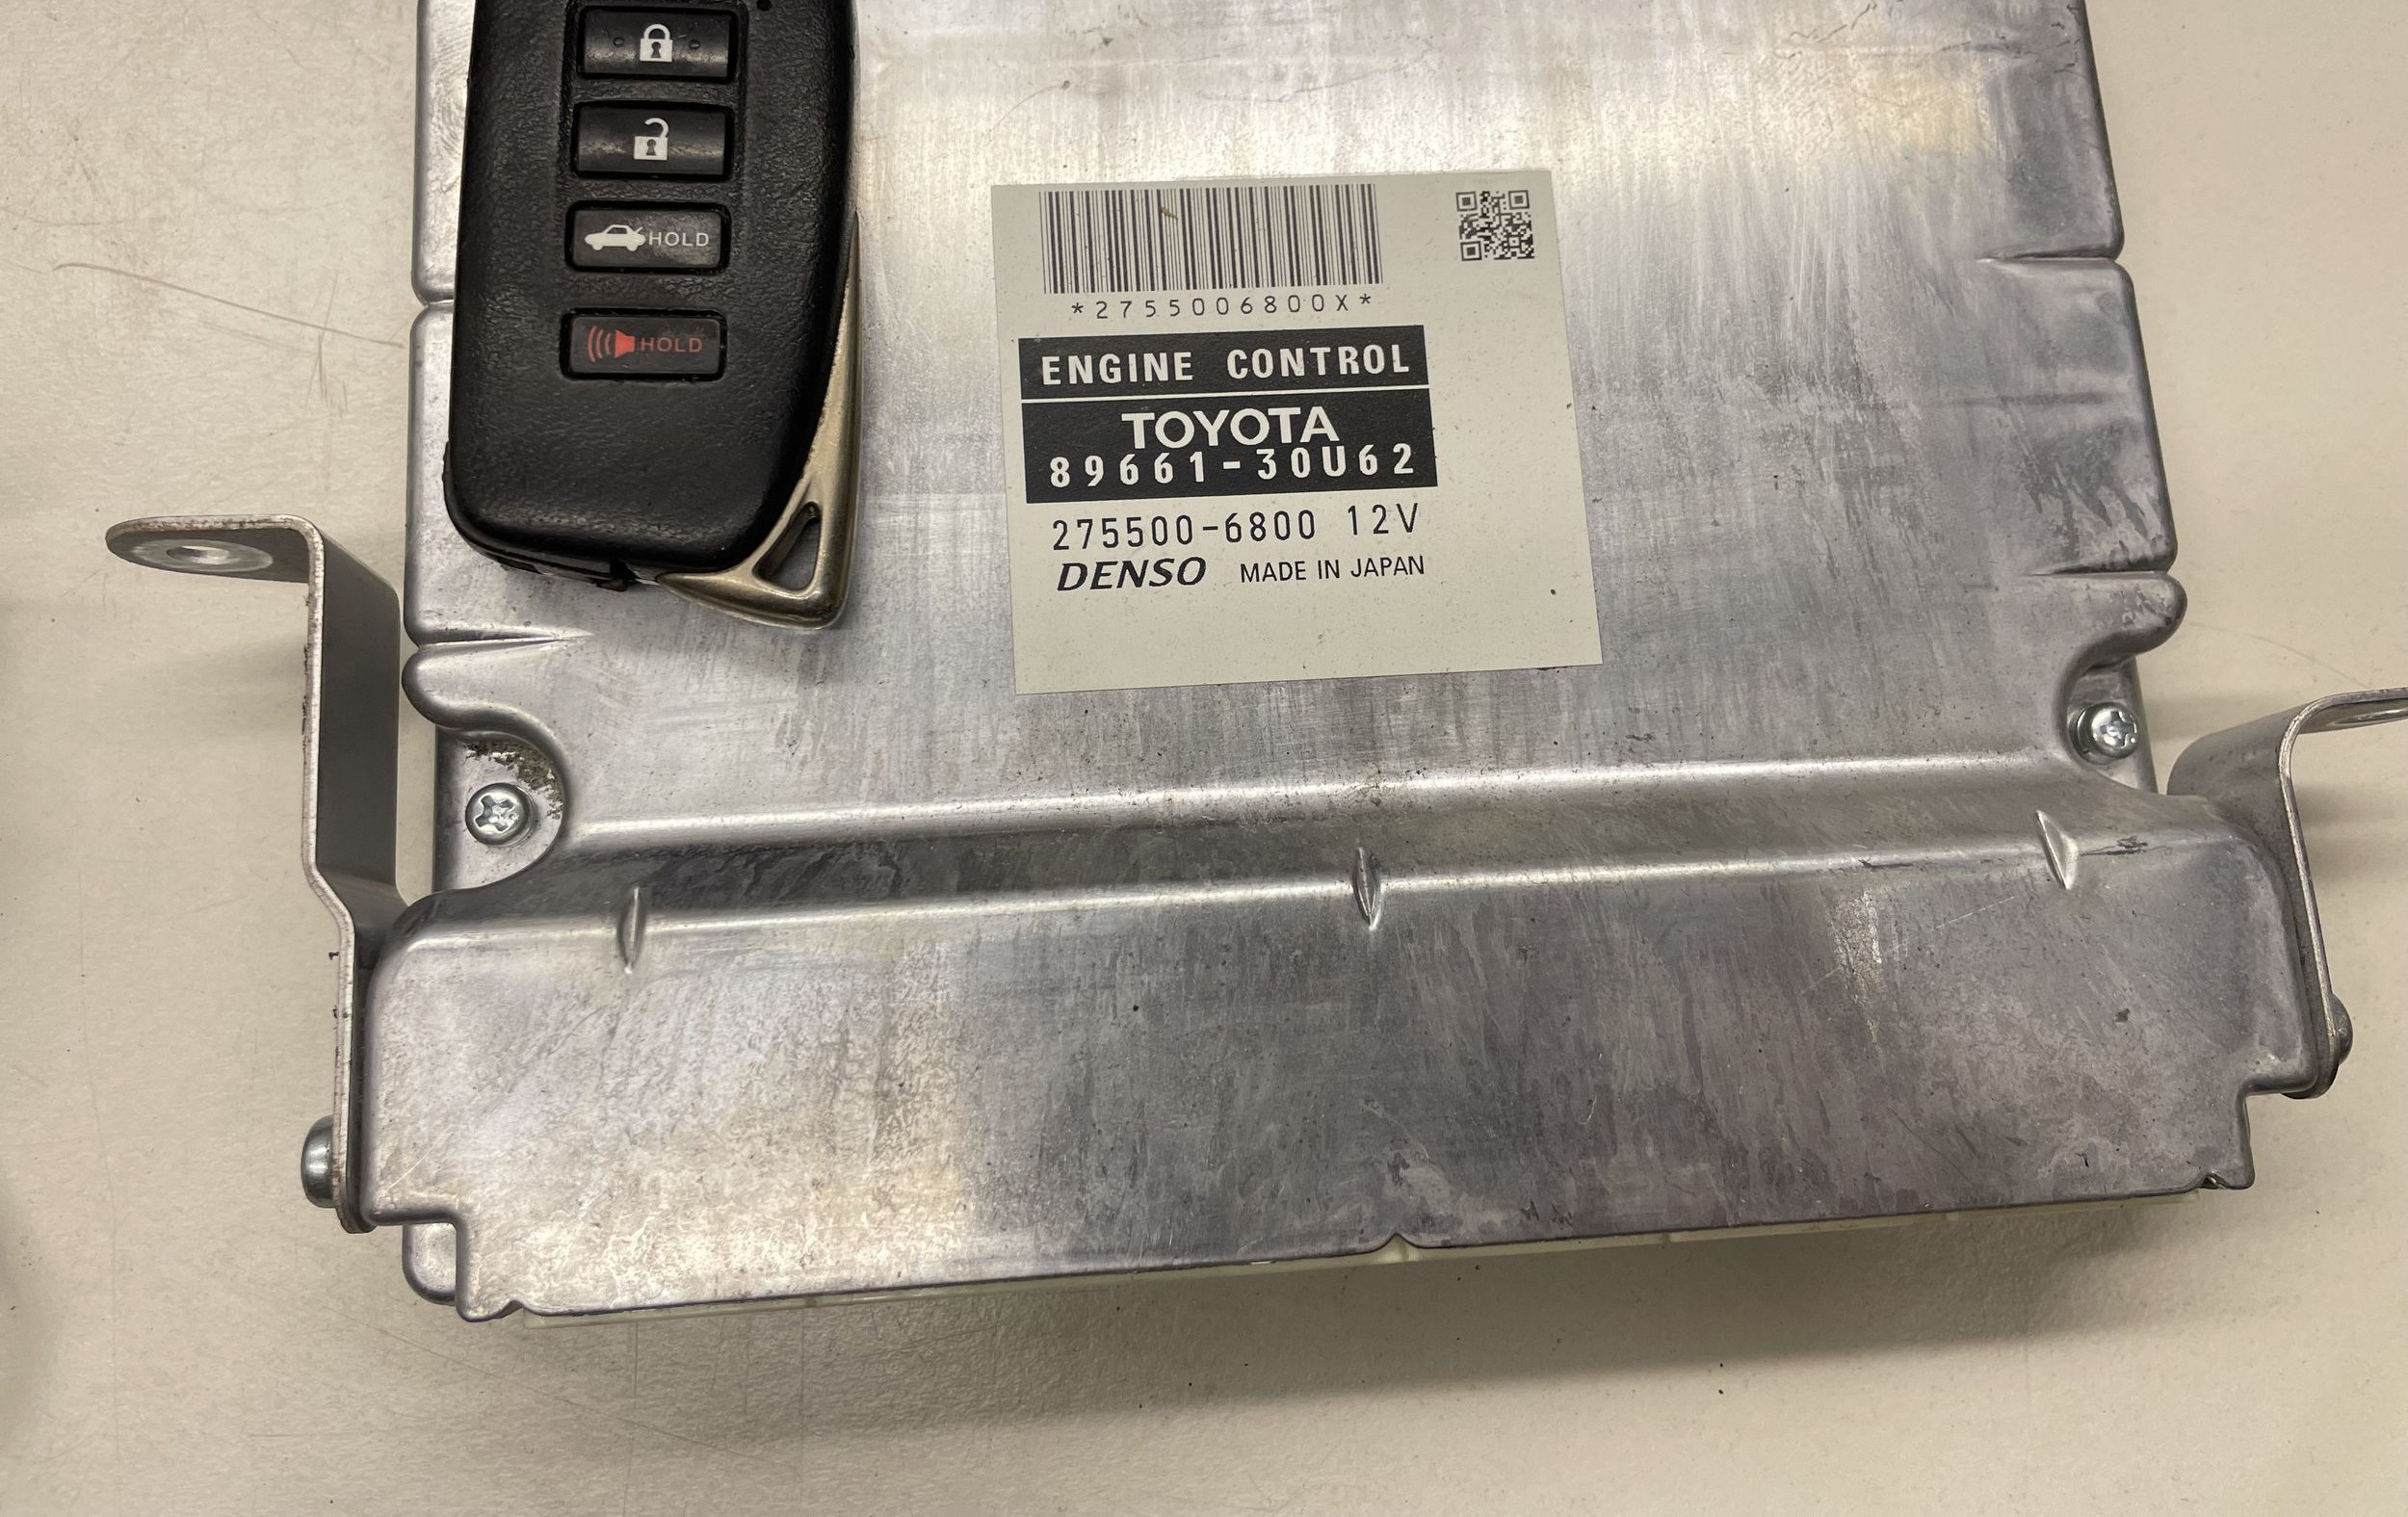 HOLD
HOLD
*2755006800X*
ENGINE CONTROL
TOYOTA
89661-30U62
275500-6800 12V
DENSO MADE IN JAPAN